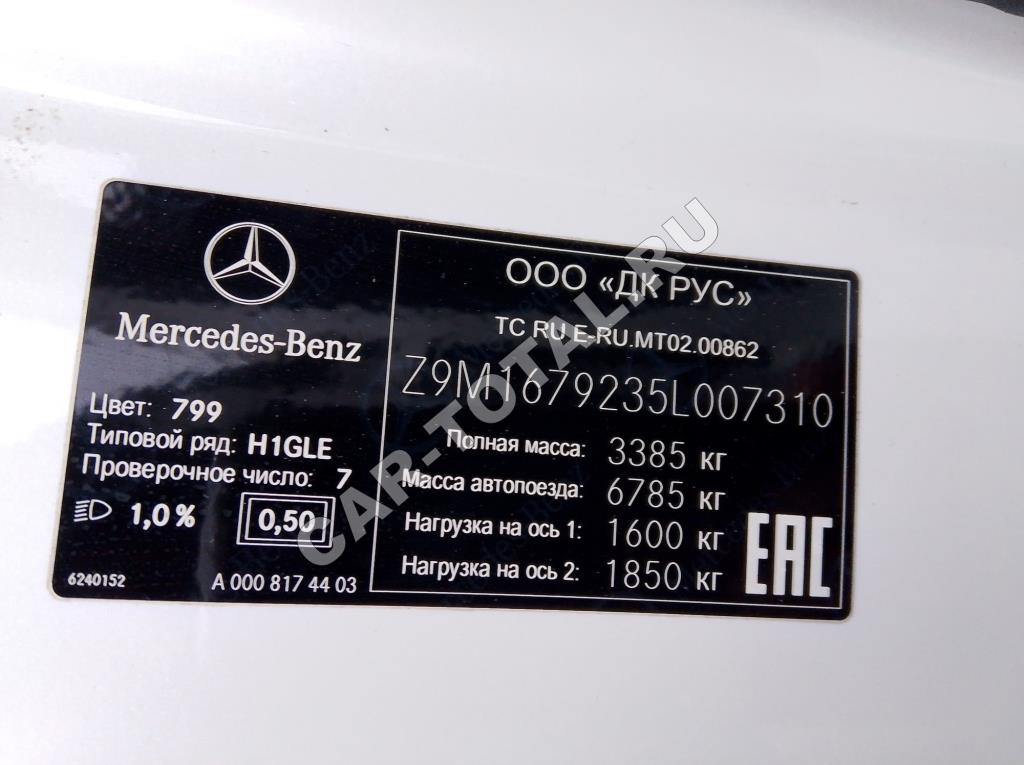 Mercedes-Benz
Цвет: 799
Типовой ряд: H1GLE
Проверочное число: 7
1,0% 0,50
6240152 A 000 817 44 03
ООО «ДК РУС»
TC RU E-RU.MT02.00862
Z9M1679235L007310
Полная масса: 3385 кг
Масса автопоезда: 6785 кг
Нагрузка на ось 1: 1600 кг
Нагрузка на ось 2: 1850 кг
EAC
CAR-TOTAL.RU